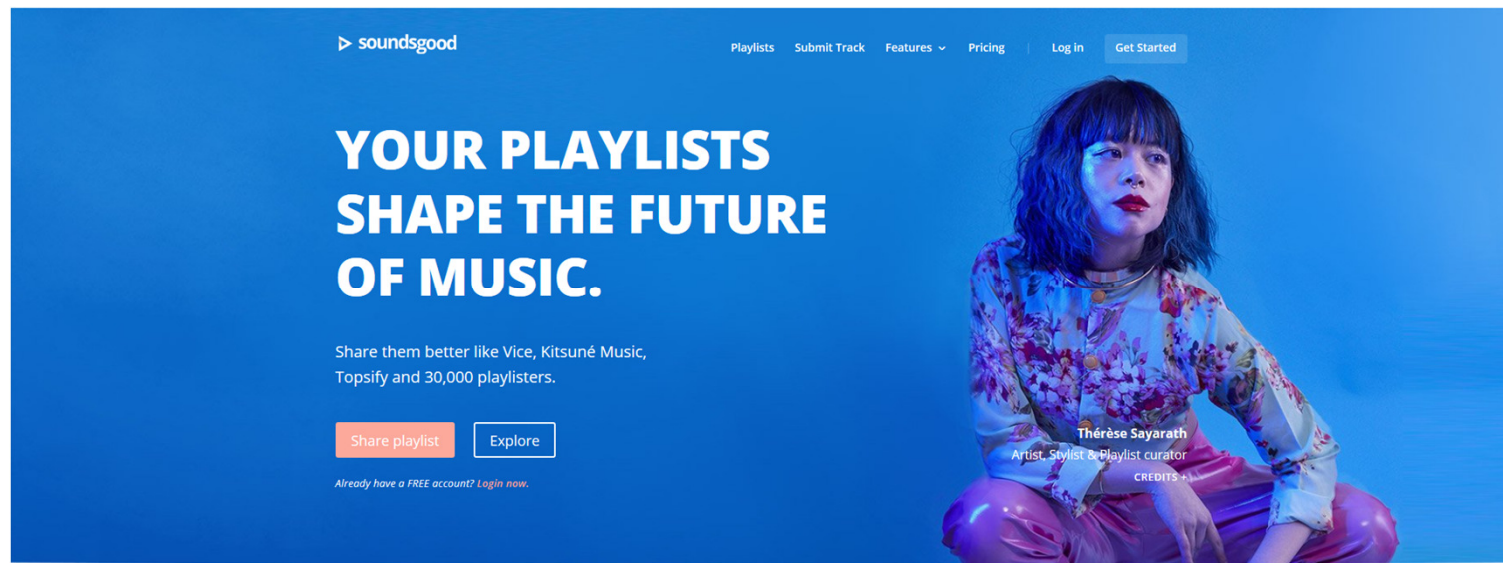 soundsgood
Playlists Submit Track Features Pricing | Log in Get Started
YOUR PLAYLISTS
SHAPE THE FUTURE
OF MUSIC.
Share them better like Vice, Kitsuné Music,
Topsify and 30,000 playlisters.
Share playlist Explore
Already have a FREE account? Login now.
Thérèse Sayarath
Artist, Stylist & Playlist curator
CREDITS +